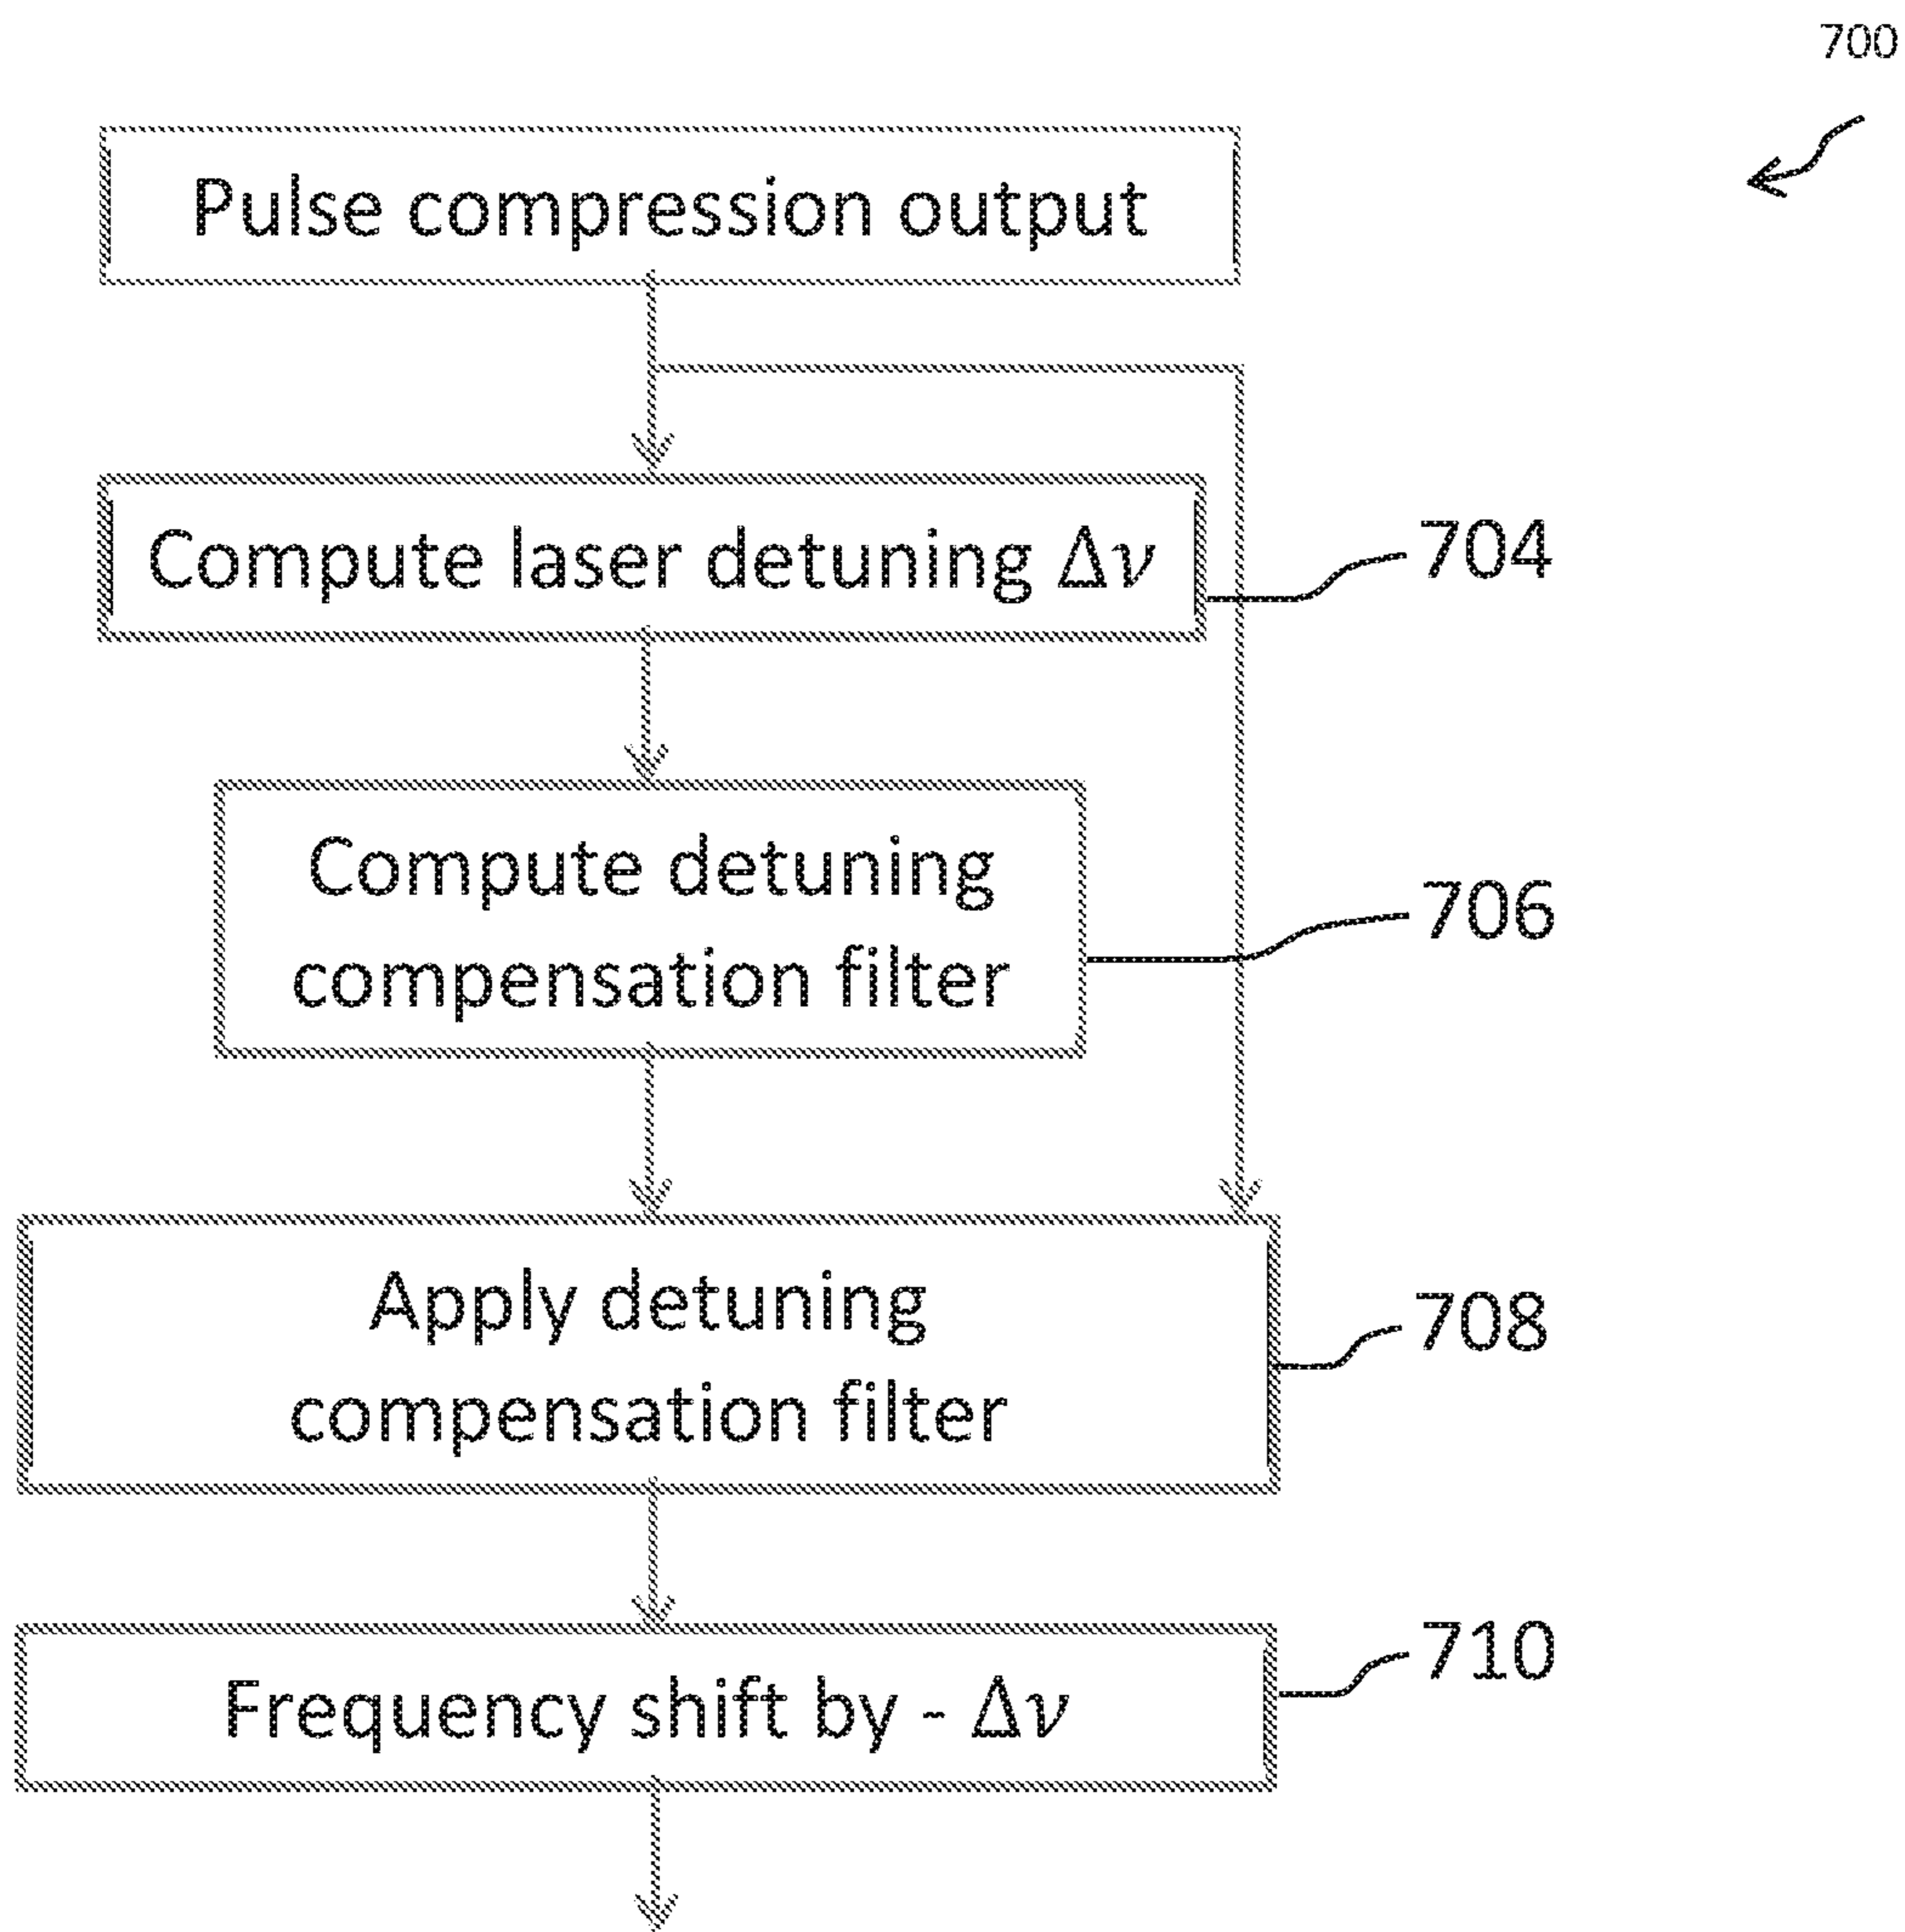 700
Pulse compression output
Compute laser detuning Δν
704
Compute detuning
compensation filter
706
Apply detuning
compensation filter
708
Frequency shift by - Δν
710